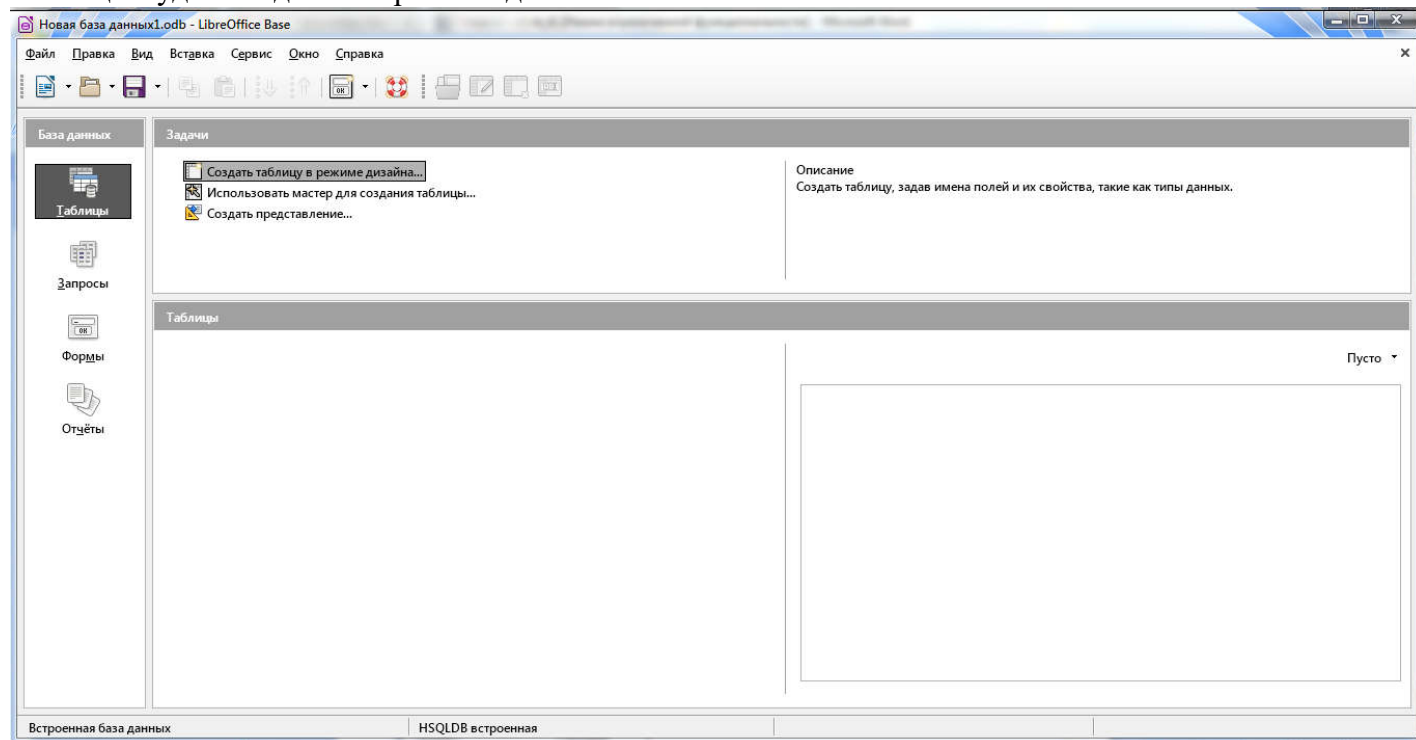 Новая база данных1.odb - LibreOffice Base
Файл Правка Вид Вставка Сервис Окно Справка
База данных
Таблицы
Запросы
Формы
Отчёты
Задачи
Создать таблицу в режиме дизайна...
Использовать мастер для создания таблицы...
Создать представление...
Описание
Создать таблицу, задав имена полей и их свойства, такие как типы данных.
Таблицы
Пусто
Встроенная база данных
HSQLDB встроенная